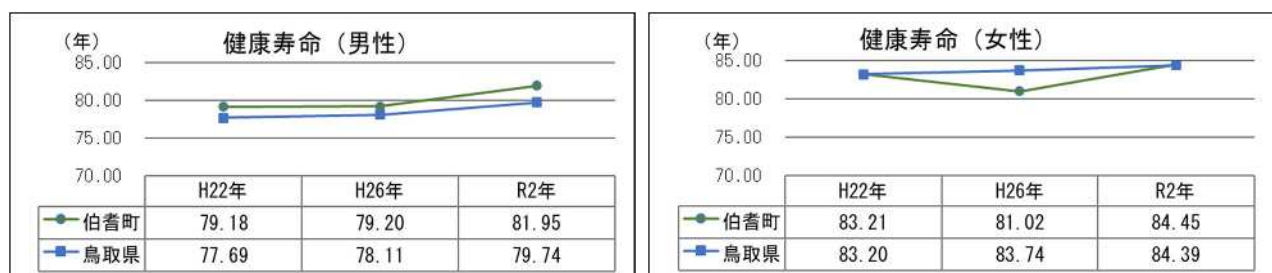 健康寿命（男性）
（年）
85.00
80.00
75.00
70.00
H22年 H26年 R2年
伯耆町 79.18 79.20 81.95
鳥取県 77.69 78.11 79.74
健康寿命（女性）
（年）
85.00
80.00
75.00
70.00
H22年 H26年 R2年
伯耆町 83.21 81.02 84.45
鳥取県 83.20 83.74 84.39